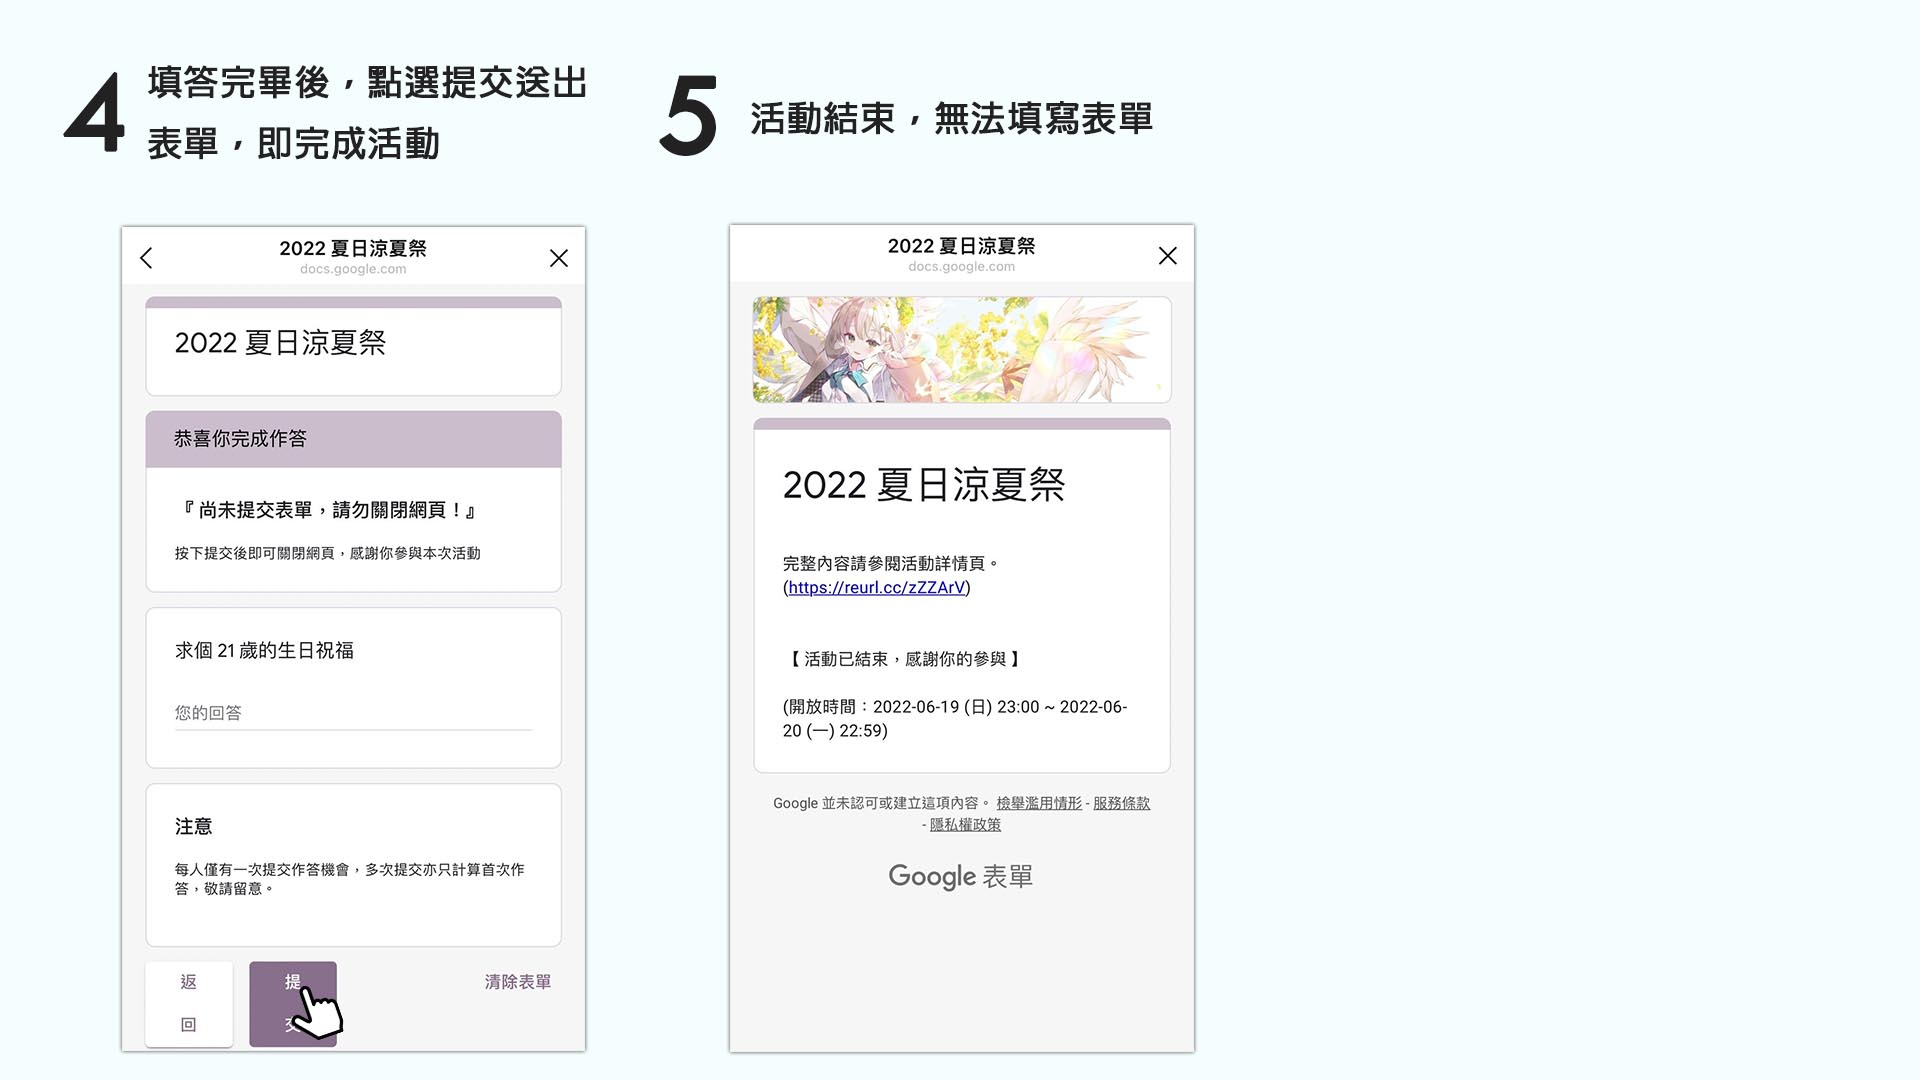 4
填答完畢後，點選提交送出
表單，即完成活動
2022 夏日涼夏祭
docs.google.com
2022 夏日涼夏祭
恭喜你完成作答
『 尚未提交表單，請勿關閉網頁！』
按下提交後即可關閉網頁，感謝你參與本次活動
求個 21 歲的生日祝福
您的回答
注意
每人僅有一次提交作答機會，多次提交亦只計算首次作
答，敬請留意。
返
回
提
交
清除表單
5
活動結束，無法填寫表單
2022 夏日涼夏祭
docs.google.com
2022 夏日涼夏祭
完整內容請參閱活動詳情頁。
(https://reurl.cc/zZZArV)
【 活動已結束，感謝你的參與 】
(開放時間：2022-06-19 (日) 23:00 ~ 2022-06-
20 (一) 22:59)
Google 並未認可或建立這項內容。 檢舉濫用情形 - 服務條款
- 隱私權政策
Google 表單